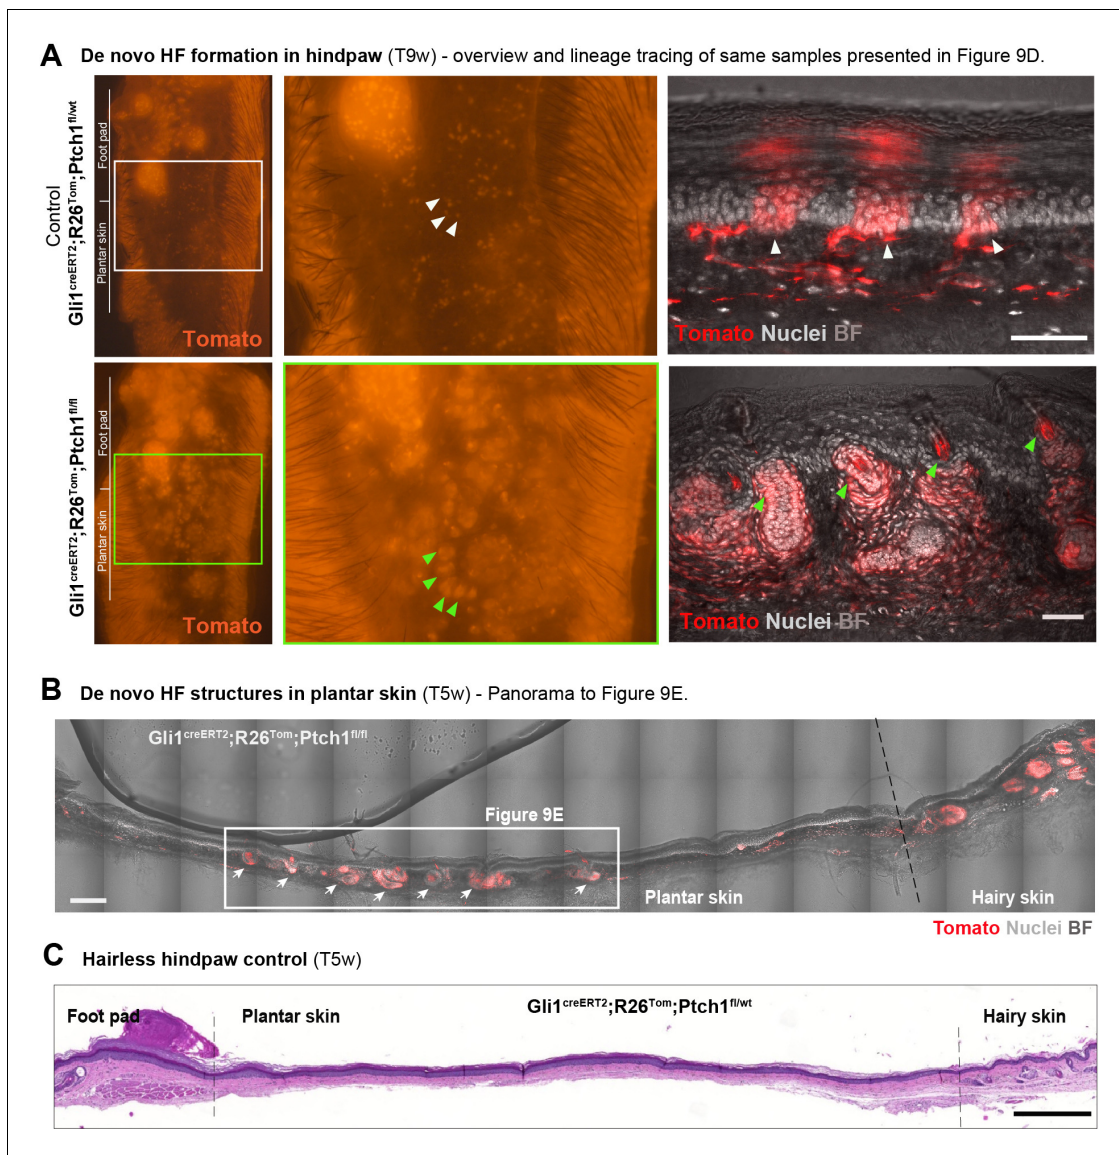 A De novo HF formation in hindpaw (T9w) - overview and lineage tracing of same samples presented in Figure 9D.
Control
Gli1creERT2;R26Tom;Ptch1fl/wt
Foot pad
Plantar skin
Tomato
Tomato Nuclei BF
Gli1creERT2;R26Tom;Ptch1fl/fl
Foot pad
Plantar skin
Tomato
Tomato Nuclei BF
B De novo HF structures in plantar skin (T5w) - Panorama to Figure 9E.
Gli1creERT2;R26Tom;Ptch1fl/fl
Figure 9E
Plantar skin
Hairy skin
Tomato Nuclei BF
C Hairless hindpaw control (T5w)
Gli1creERT2;R26Tom;Ptch1fl/wt
Foot pad
Plantar skin
Hairy skin